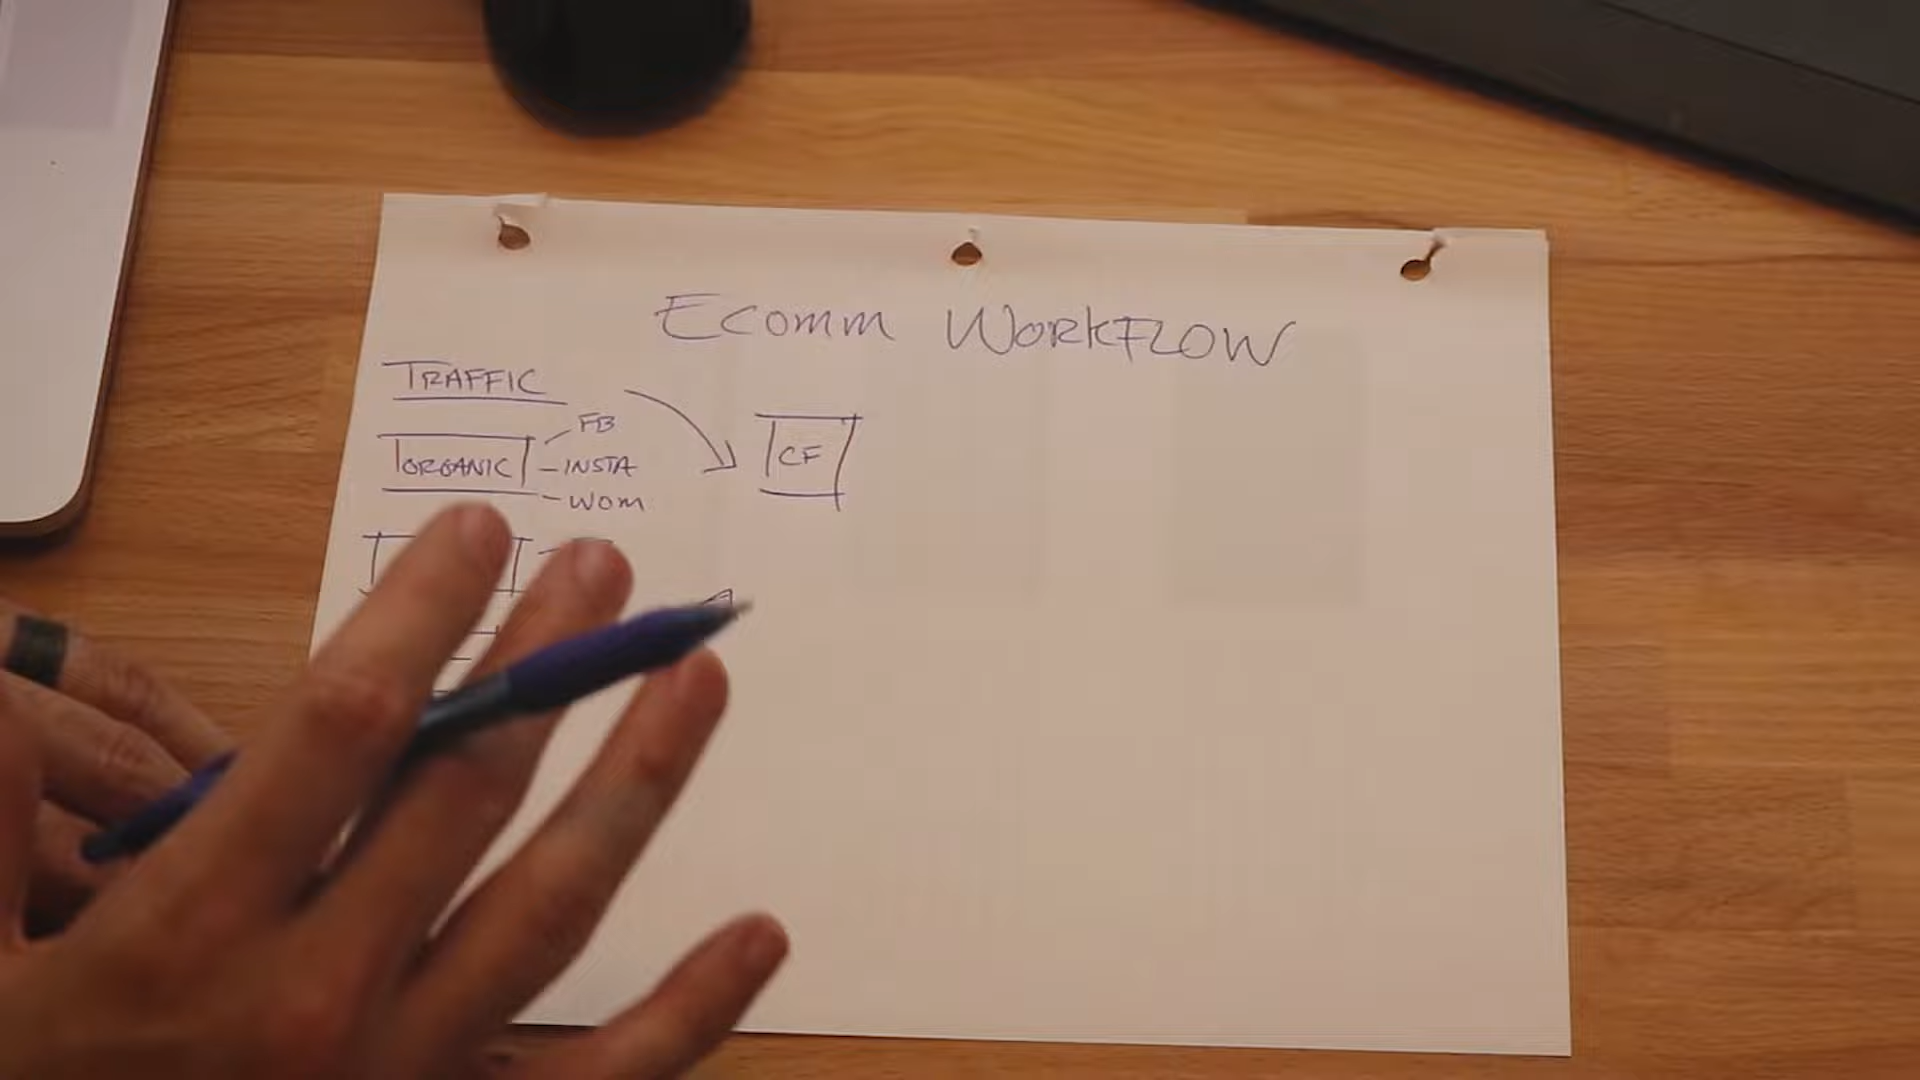 Ecomm WORKFLOW
TRAFFIC
ORGANIC
FB
INSTA
WOM
CF